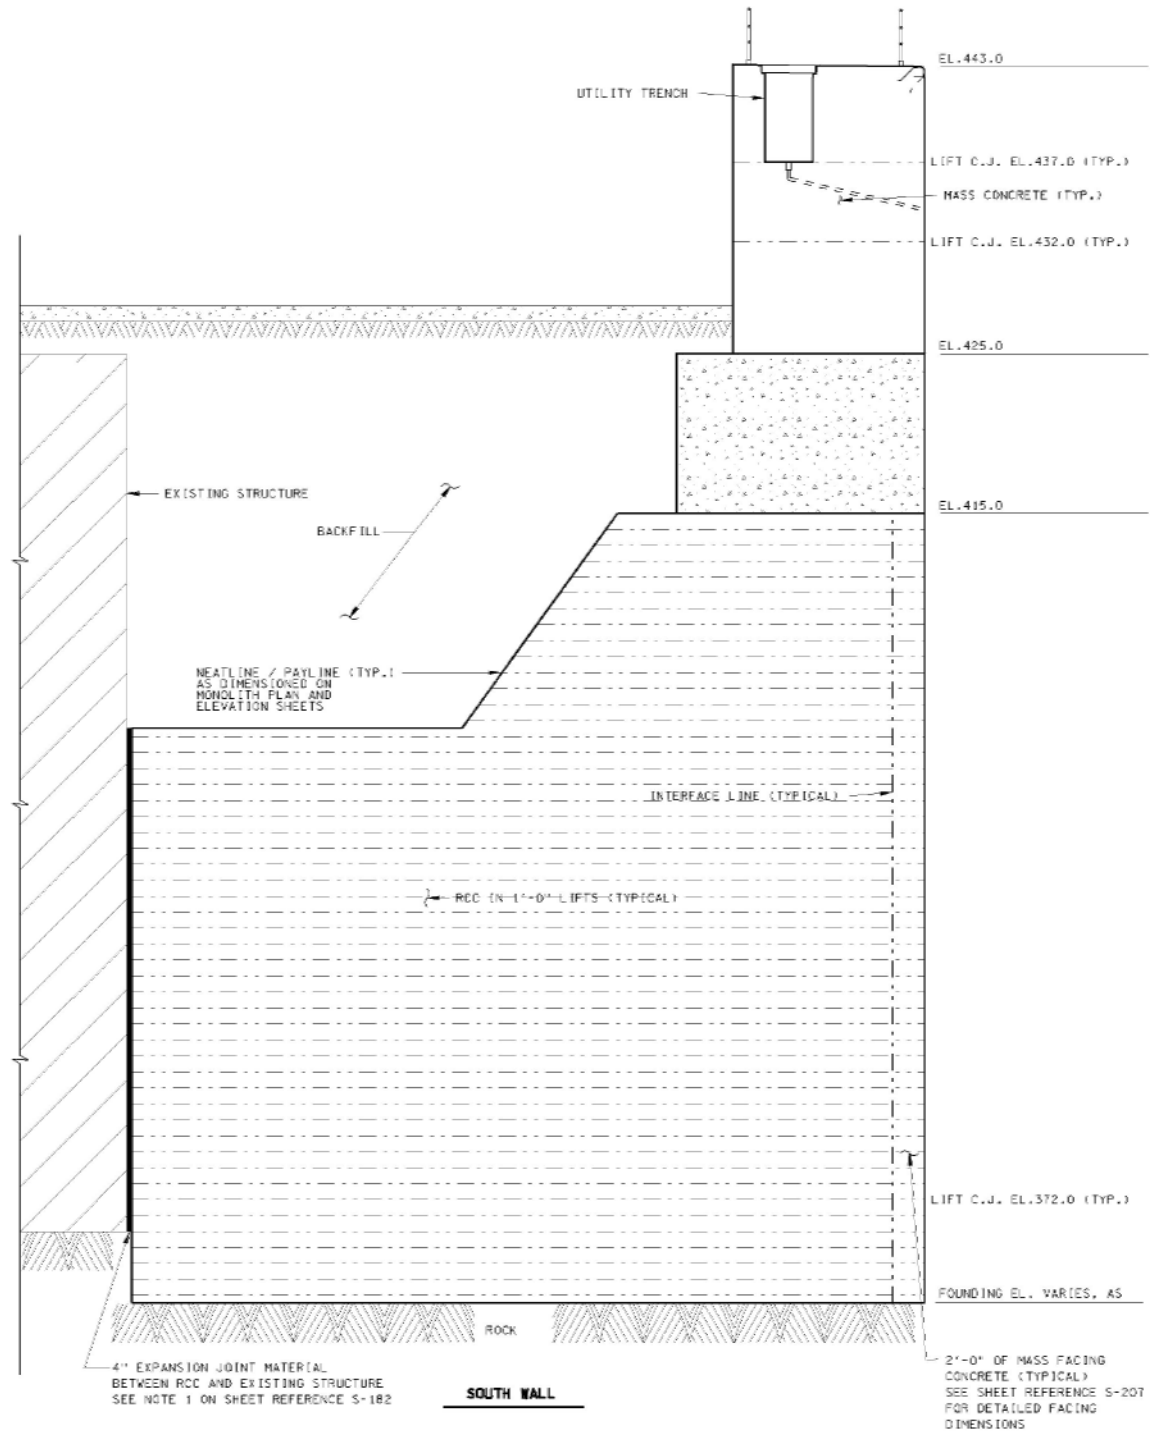 EL.443.0
UTILITY TRENCH
LIFT C.J. EL.437.0 (TYP.)
MASS CONCRETE (TYP.)
LIFT C.J. EL.432.0 (TYP.)
EL.425.0
EXISTING STRUCTURE
EL.415.0
BACKFILL
NEATLINE / PAYLINE (TYP.)
AS DIMENSIONED ON
MONOLITH PLAN AND
ELEVATION SHEETS
INTERFACE LINE (TYPICAL)
RCC IN 1'-0" LIFTS (TYPICAL)
LIFT C.J. EL.372.0 (TYP.)
FOUNDING EL. VARIES, AS
ROCK
4" EXPANSION JOINT MATERIAL
BETWEEN RCC AND EXISTING STRUCTURE
SEE NOTE 1 ON SHEET REFERENCE S-182
SOUTH WALL
2'-0" OF MASS FACING
CONCRETE (TYPICAL)
SEE SHEET REFERENCE S-207
FOR DETAILED FACING
DIMENSIONS